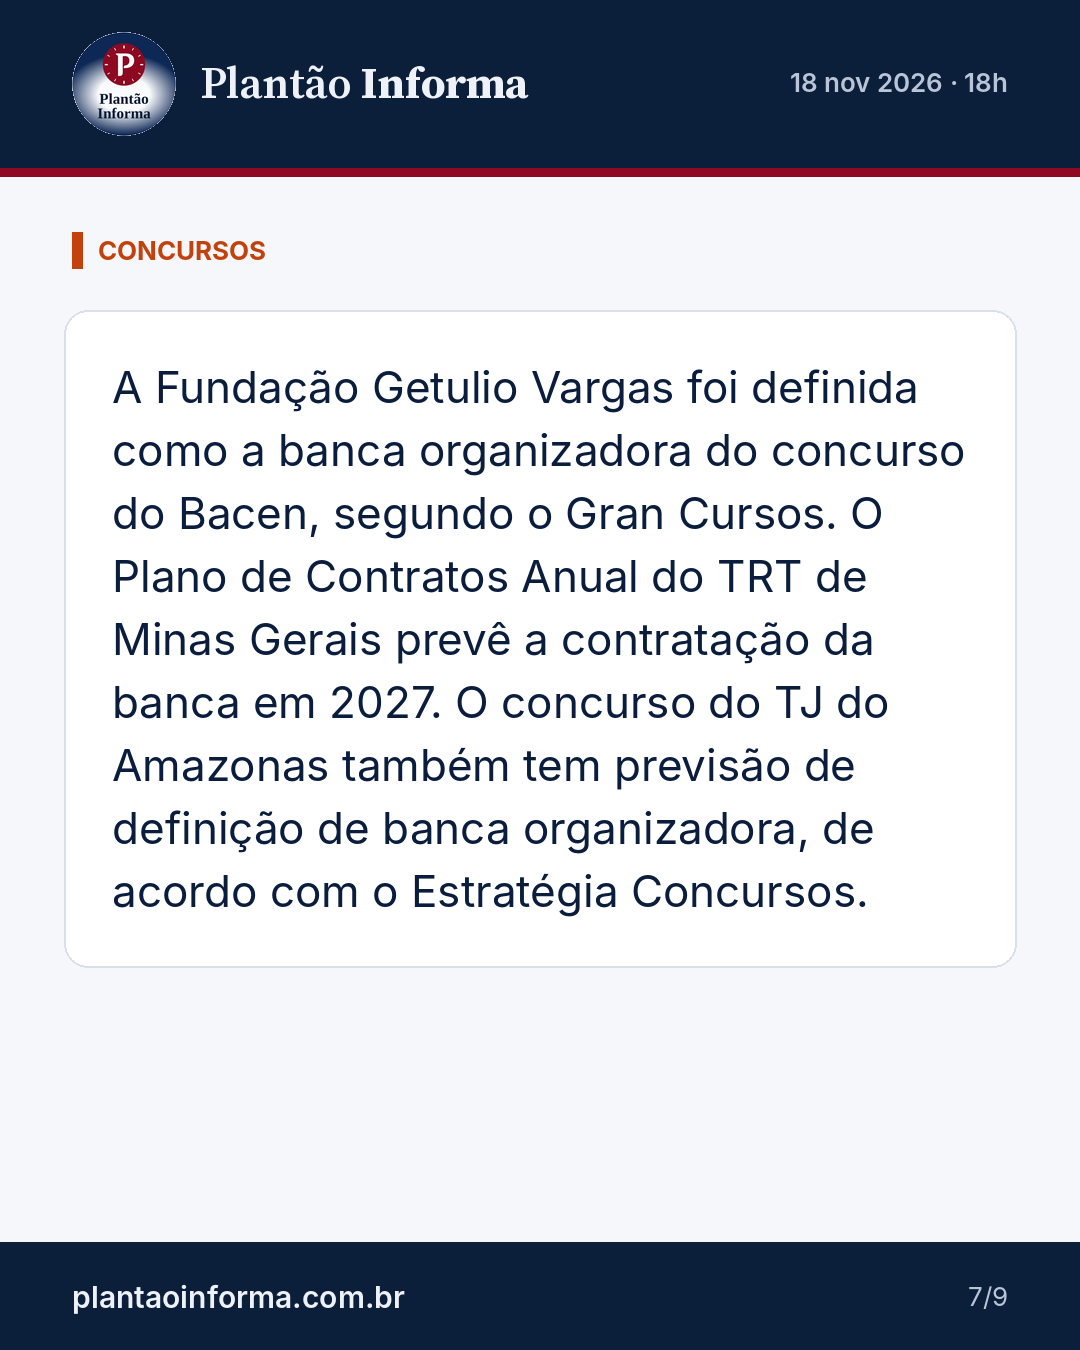 P
Plantão
Informa
Plantão Informa
18 nov 2026 · 18h
CONCURSOS
A Fundação Getulio Vargas foi definida
como a banca organizadora do concurso
do Bacen, segundo o Gran Cursos. O
Plano de Contratos Anual do TRT de
Minas Gerais prevê a contratação da
banca em 2027. O concurso do TJ do
Amazonas também tem previsão de
definição de banca organizadora, de
acordo com o Estratégia Concursos.
plantaoinforma.com.br
7/9